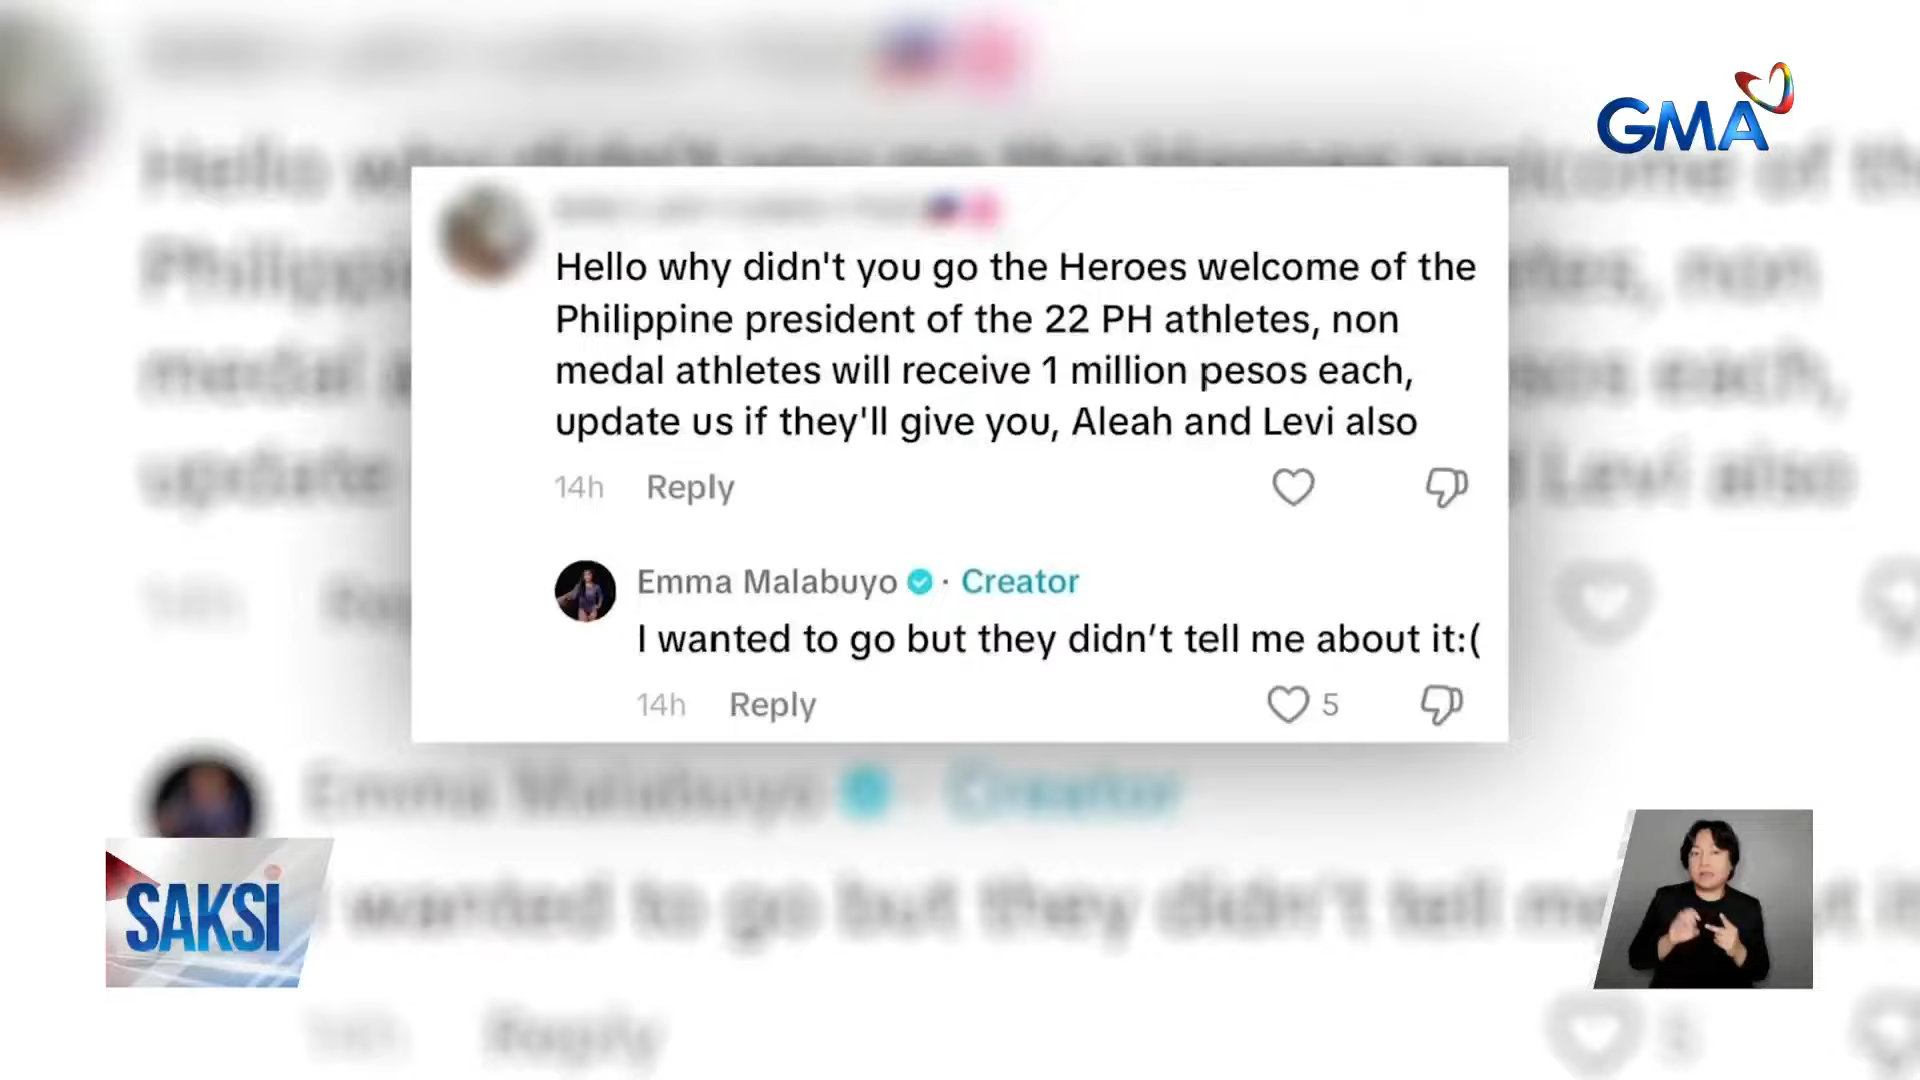 GMA
Hello why didn't you go the Heroes welcome of the
Philippine president of the 22 PH athletes, non
medal athletes will receive 1 million pesos each,
update us if they'll give you, Aleah and Levi also
14h Reply
Emma Malabuyo · Creator
I wanted to go but they didn’t tell me about it:(
14h Reply 5
SAKSI